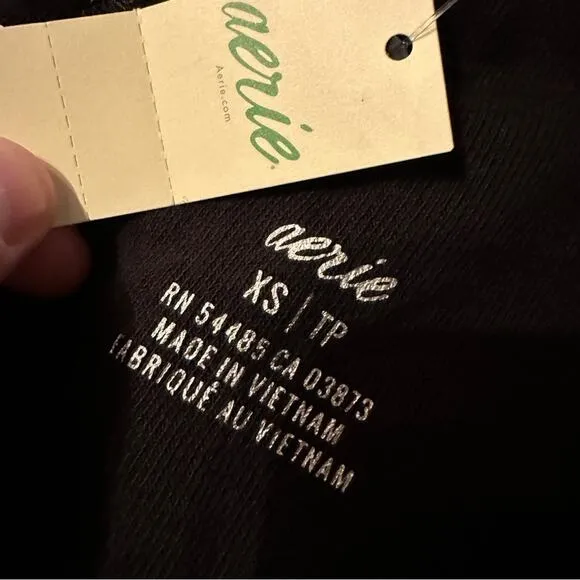 aerie.
Aerie.com
aerie
XS | TP
RN 54485 CA 03873
MADE IN VIETNAM
FABRIQUÉ AU VIETNAM